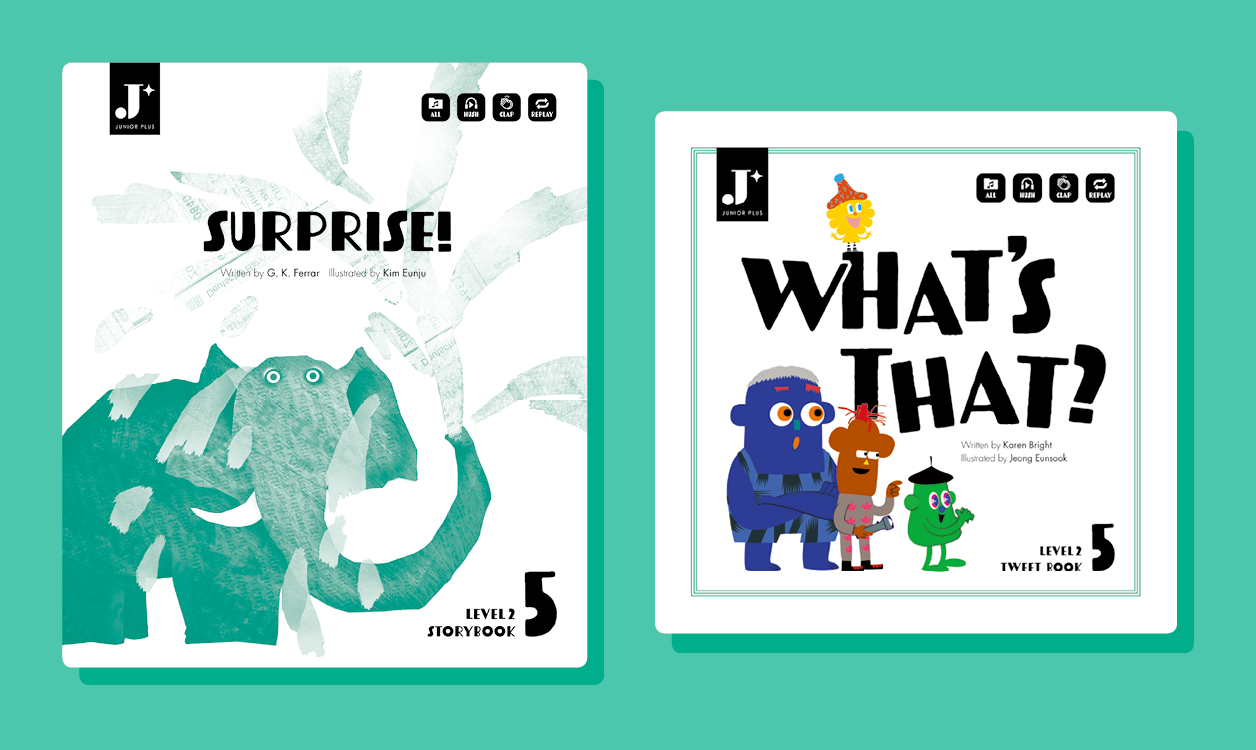 J
JUNIOR PLUS
ALL HUSH CLAP REPLAY
SURPRISE!
Written by G. K. Ferrar Illustrated by Kim Eunju
LEVEL 2
STORYBOOK
5
J
JUNIOR PLUS
ALL HUSH CLAP REPLAY
WHAT'S
THAT?
Written by Karen Bright
Illustrated by Jeong Eunsook
LEVEL 2
TWEET BOOK
5